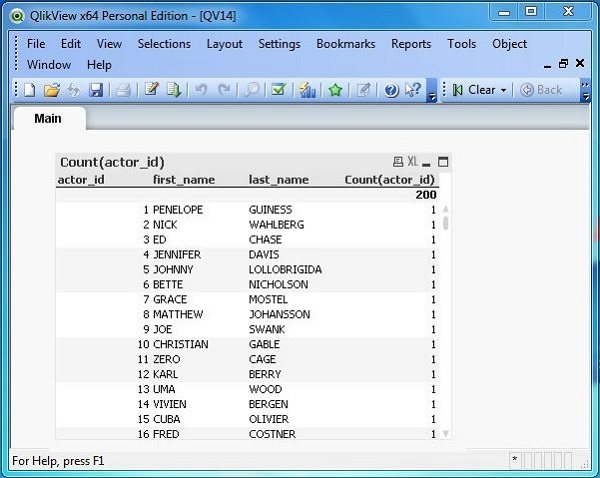 QlikView x64 Personal Edition - [QV14]
File Edit View Selections Layout Settings Bookmarks Reports Tools Object
Window Help
Clear Back
Main
Count(actor_id) XL
actor_id first_name last_name Count(actor_id)
200
1 PENELOPE GUINESS 1
2 NICK WAHLBERG 1
3 ED CHASE 1
4 JENNIFER DAVIS 1
5 JOHNNY LOLLOBRIGIDA 1
6 BETTE NICHOLSON 1
7 GRACE MOSTEL 1
8 MATTHEW JOHANSSON 1
9 JOE SWANK 1
10 CHRISTIAN GABLE 1
11 ZERO CAGE 1
12 KARL BERRY 1
13 UMA WOOD 1
14 VIVIEN BERGEN 1
15 CUBA OLIVIER 1
16 FRED COSTNER 1
For Help, press F1 *